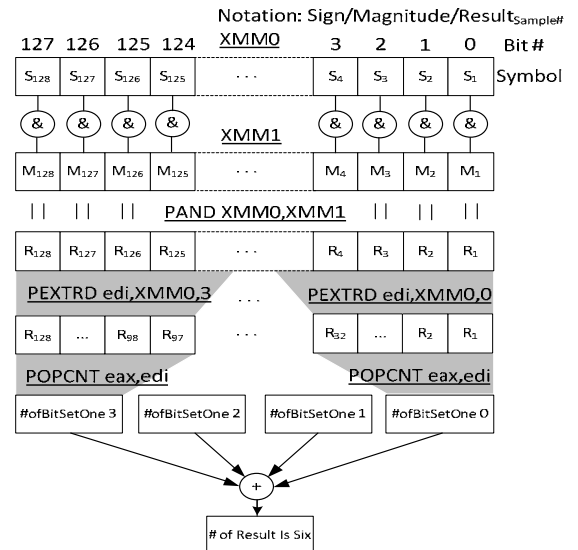 Notation: Sign/Magnitude/Result_Sample#
127 126 125 124 XMM0 3 2 1 0 Bit #
S128 S127 S126 S125 ... S4 S3 S2 S1 Symbol
& & & & XMM1 & & & &
M128 M127 M126 M125 ... M4 M3 M2 M1
|| || || || PAND XMM0,XMM1 || || ||
R128 R127 R126 R125 ... R4 R3 R2 R1
PEXTRD edi,XMM0,3 ... PEXTRD edi,XMM0,0
R128 ... R98 R97 ... R32 ... R2 R1
POPCNT eax,edi POPCNT eax,edi
#ofBitSetOne 3 #ofBitSetOne 2 #ofBitSetOne 1 #ofBitSetOne 0
+
# of Result Is Six